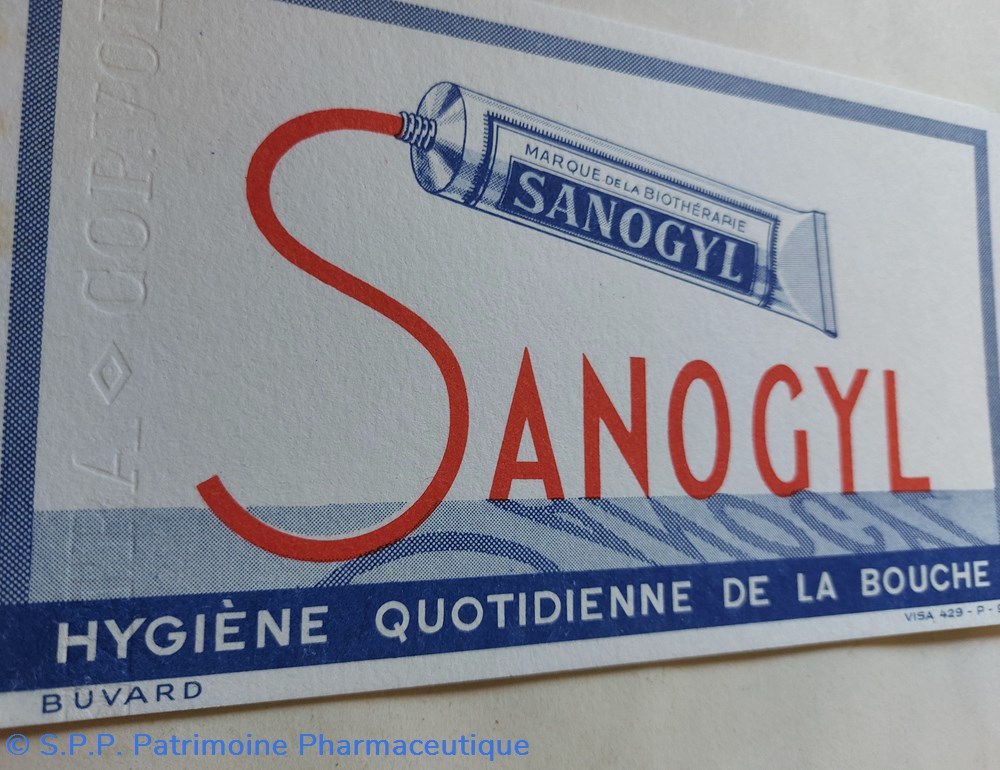 MARQUE DE LA BIOTHÉRAPIE
SANOGYL
SANOGYL
HYGIÈNE QUOTIDIENNE DE LA BOUCHE
VISA 429 - P -
BUVARD
© S.P.P. Patrimoine Pharmaceutique